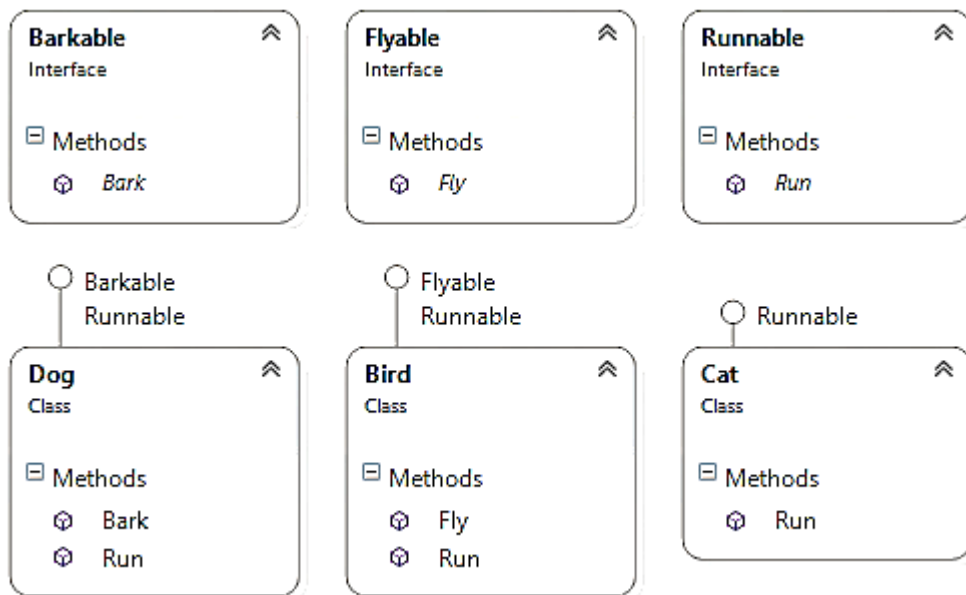 Barkable
Interface
Methods
Bark
Flyable
Interface
Methods
Fly
Runnable
Interface
Methods
Run
Barkable
Runnable
Dog
Class
Methods
Bark
Run
Flyable
Runnable
Bird
Class
Methods
Fly
Run
Runnable
Cat
Class
Methods
Run